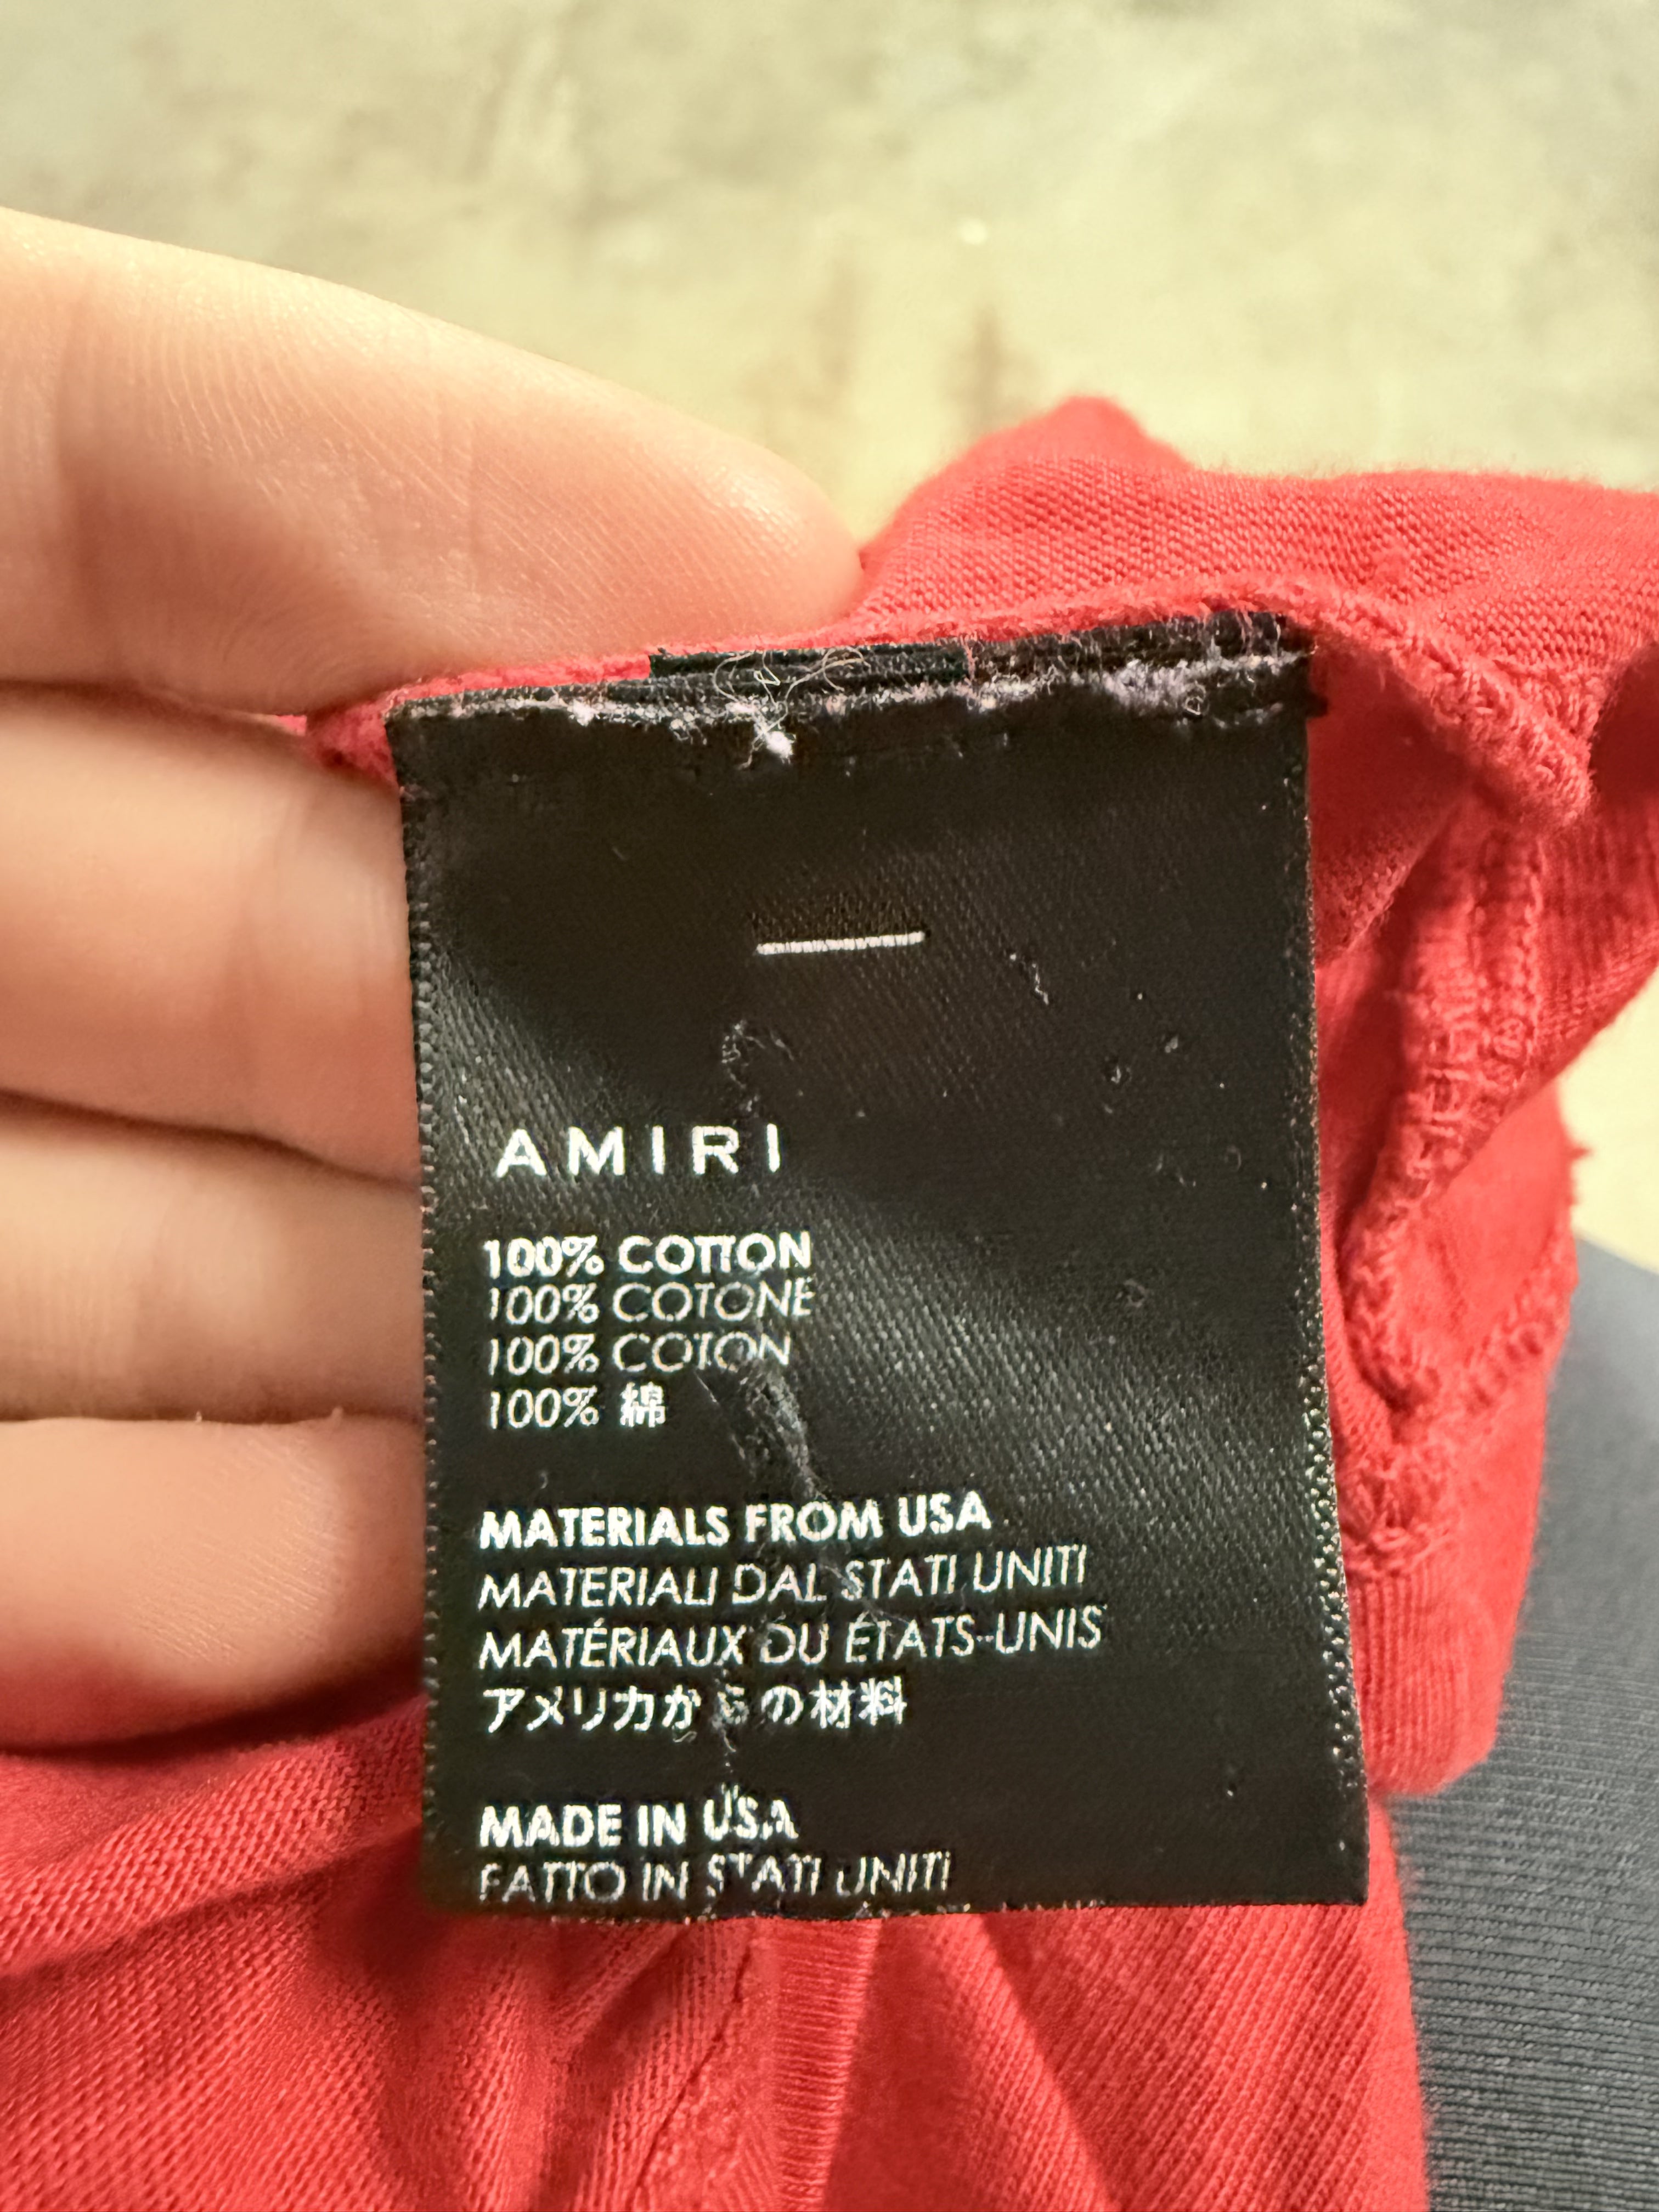 AMIRI
100% COTTON
100% COTONE
100% COTON
100% 綿
MATERIALS FROM USA
MATERIALI DAL STATI UNITI
MATÉRIAUX DU ÉTATS-UNIS
アメリカからの材料
MADE IN USA
FATTO IN STATI UNITI